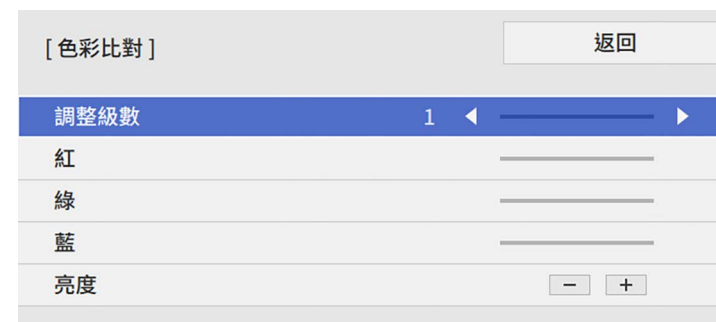 [ 色彩比對 ] 返回
調整級數 1
紅
綠
藍
亮度 − +